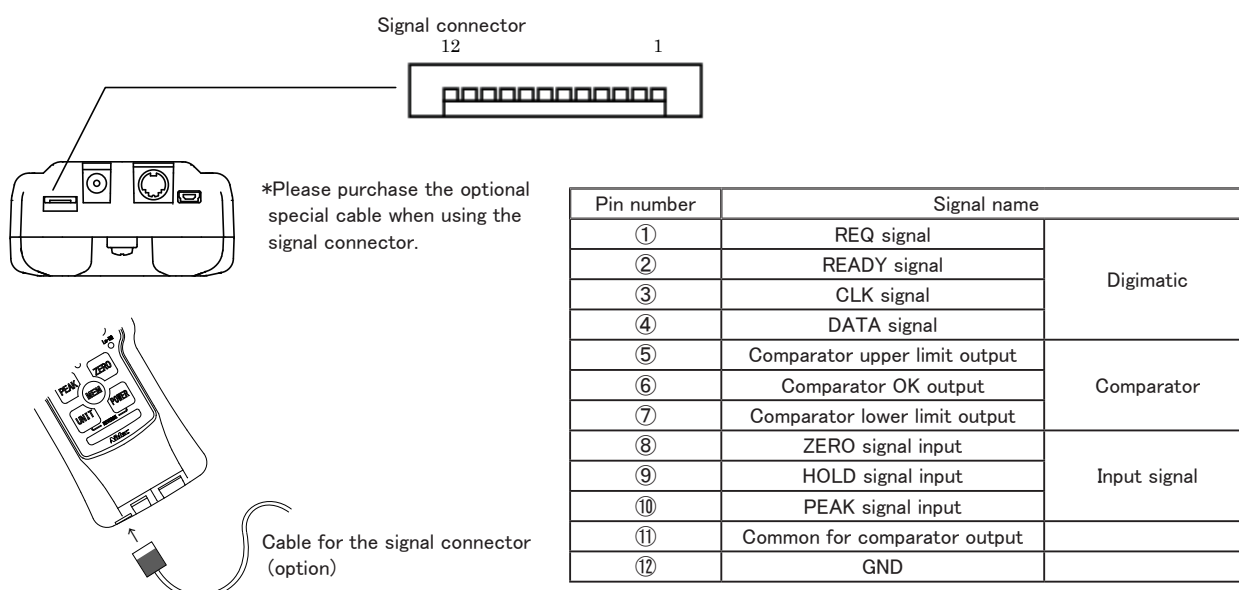 Signal connector
12 1
*Please purchase the optional
special cable when using the
signal connector.
ZERO
PEAK
MEM
POWER
UNIT
Cable for the signal connector
(option)
Pin number Signal name
① REQ signal Digimatic
② READY signal
③ CLK signal
④ DATA signal
⑤ Comparator upper limit output Comparator
⑥ Comparator OK output
⑦ Comparator lower limit output
⑧ ZERO signal input Input signal
⑨ HOLD signal input
⑩ PEAK signal input
⑪ Common for comparator output
⑫ GND